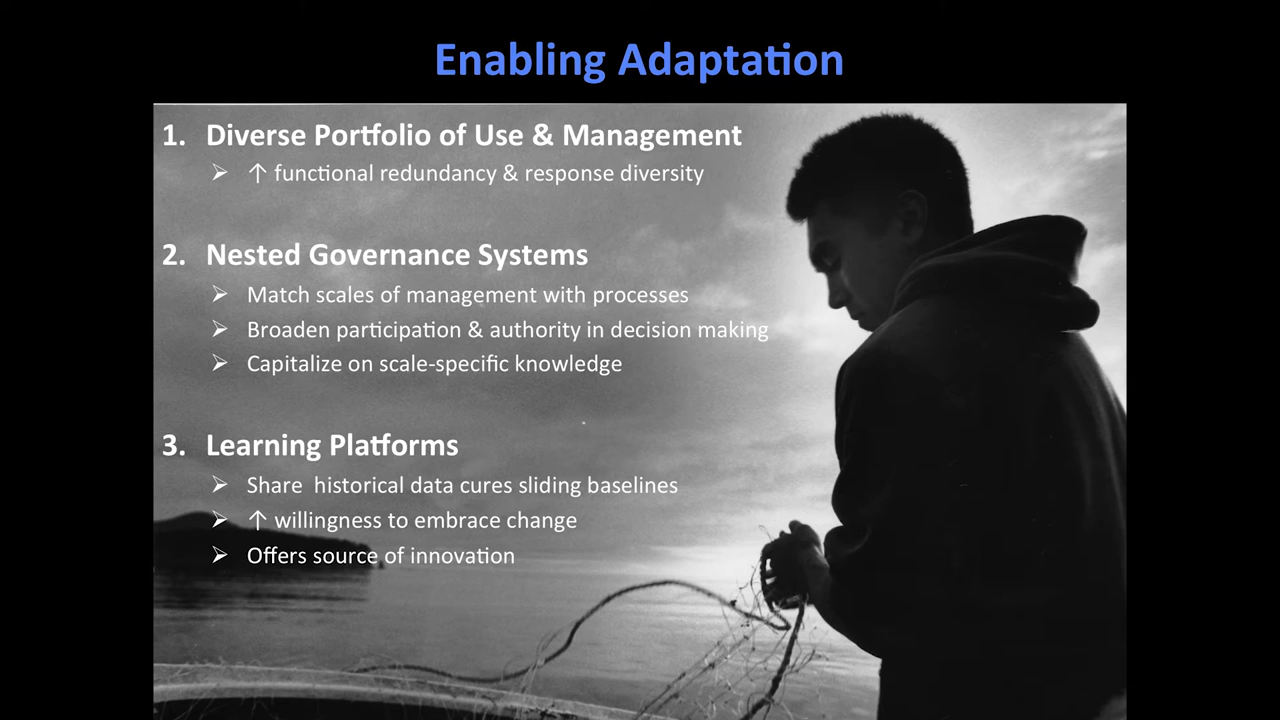 Enabling Adaptation
1. Diverse Portfolio of Use & Management
➢ ↑ functional redundancy & response diversity
2. Nested Governance Systems
➢ Match scales of management with processes
➢ Broaden participation & authority in decision making
➢ Capitalize on scale-specific knowledge
3. Learning Platforms
➢ Share  historical data cures sliding baselines
➢ ↑ willingness to embrace change
➢ Offers source of innovation